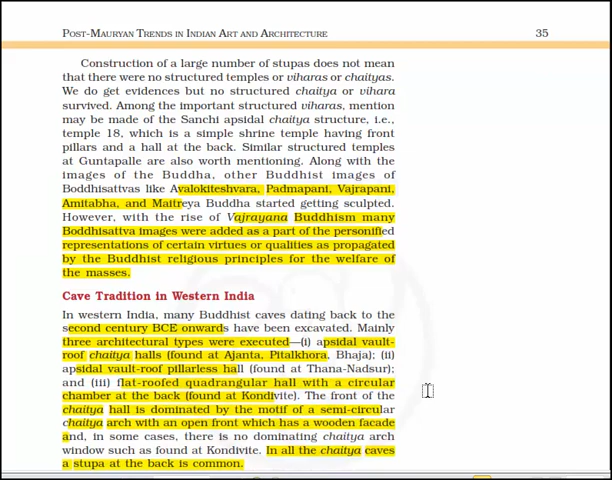 Post-Mauryan Trends in Indian Art and Architecture 35
Construction of a large number of stupas does not mean
that there were no structured temples or viharas or chaityas.
We do get evidences but no structured chaitya or vihara
survived. Among the important structured viharas, mention
may be made of the Sanchi apsidal chaitya structure, i.e.,
temple 18, which is a simple shrine temple having front
pillars and a hall at the back. Similar structured temples
at Guntapalle are also worth mentioning. Along with the
images of the Buddha, other Buddhist images of
Boddhisattvas like Avalokiteshvara, Padmapani, Vajrapani,
Amitabha, and Maitreya Buddha started getting sculpted.
However, with the rise of Vajrayana Buddhism many
Boddhisattva images were added as a part of the personified
representations of certain virtues or qualities as propagated
by the Buddhist religious principles for the welfare of
the masses.
Cave Tradition in Western India
In western India, many Buddhist caves dating back to the
second century BCE onwards have been excavated. Mainly
three architectural types were executed—(i) apsidal vault-
roof chaitya halls (found at Ajanta, Pitalkhora, Bhaja); (ii)
apsidal vault-roof pillarless hall (found at Thana-Nadsur);
and (iii) flat-roofed quadrangular hall with a circular
chamber at the back (found at Kondivite). The front of the
chaitya hall is dominated by the motif of a semi-circular
chaitya arch with an open front which has a wooden facade
and, in some cases, there is no dominating chaitya arch
window such as found at Kondivite. In all the chaitya caves
a stupa at the back is common.